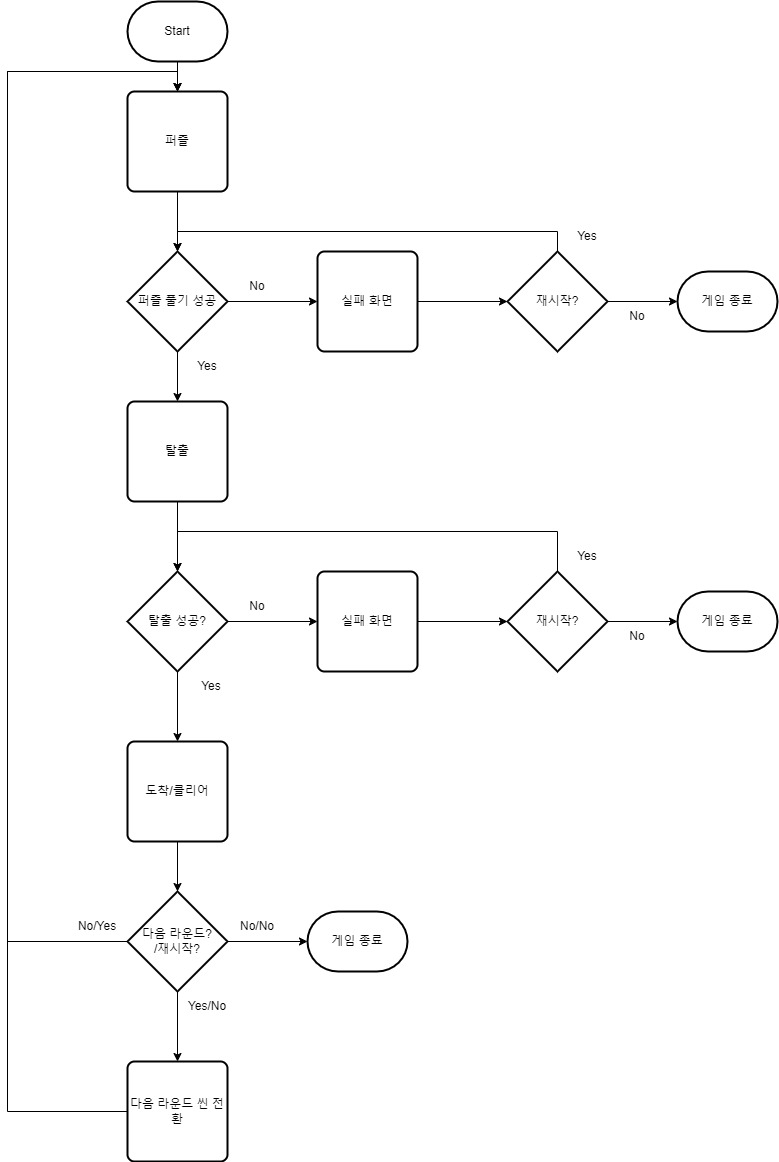 Start
퍼즐
Yes
퍼즐 풀기 성공
No
실패 화면
재시작?
No
게임 종료
Yes
탈출
Yes
탈출 성공?
No
실패 화면
재시작?
No
게임 종료
Yes
도착/클리어
No/Yes
다음 라운드?
/재시작?
No/No
게임 종료
Yes/No
다음 라운드 씬 전
환